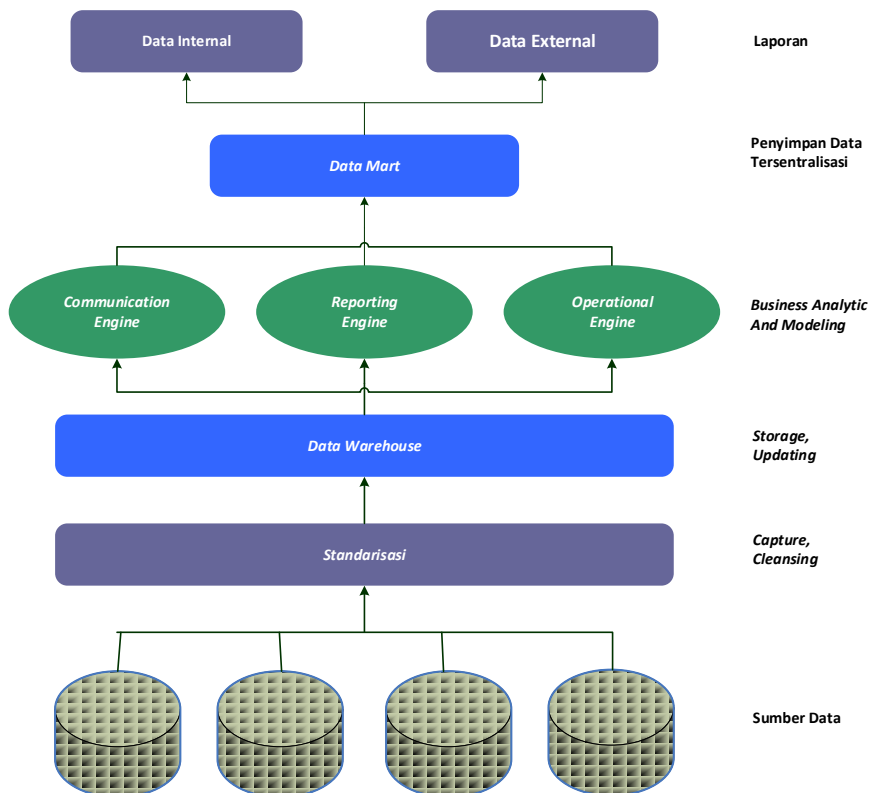 Data Internal
Data External
Laporan
Data Mart
Penyimpan Data
Tersentralisasi
Communication
Engine
Reporting
Engine
Operational
Engine
Business Analytic
And Modeling
Data Warehouse
Storage,
Updating
Standarisasi
Capture,
Cleansing
Sumber Data